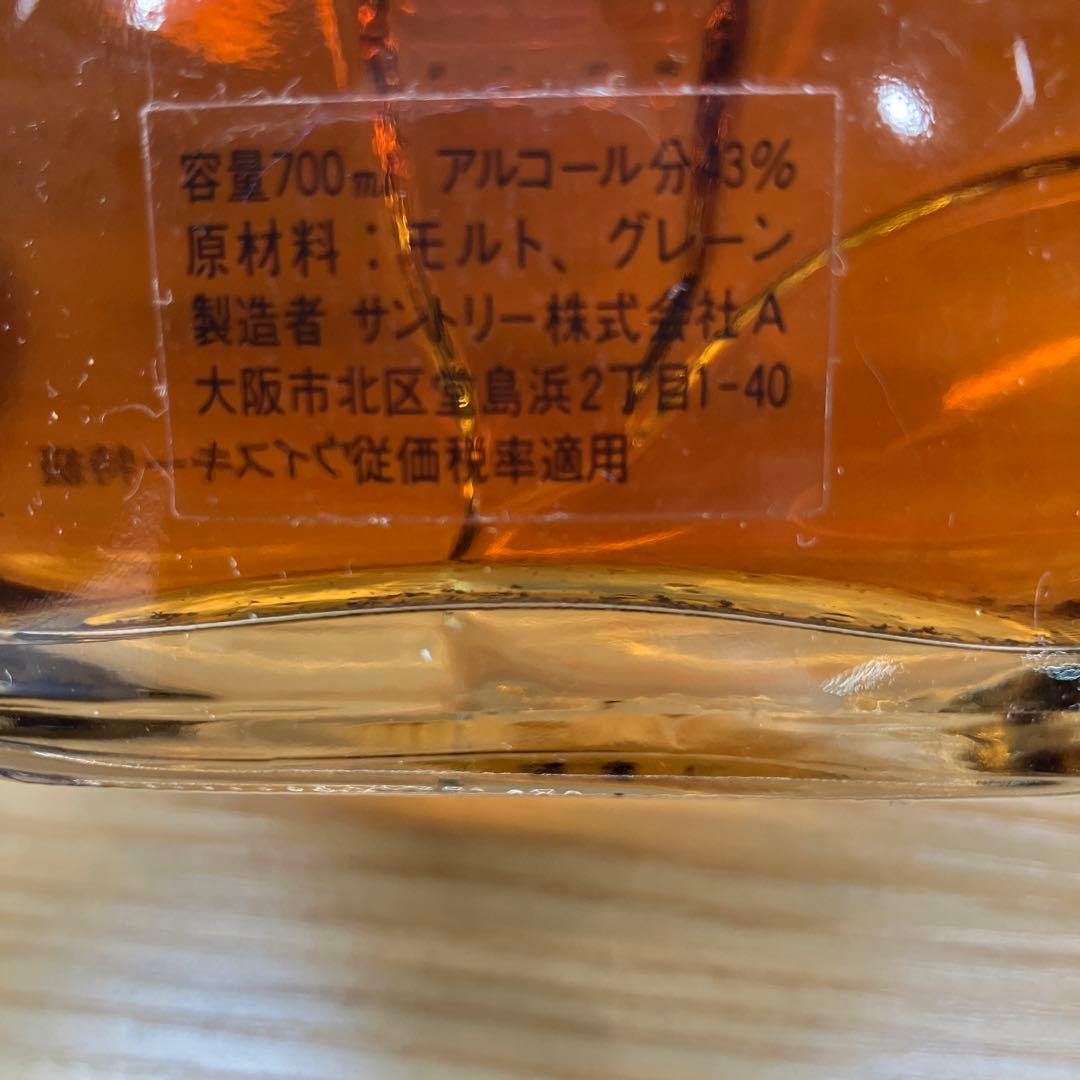 容量700㎖ アルコール分43%
原材料：モルト、グレーン
製造者 サントリー株式会社A
大阪市北区堂島浜2丁目1-40
従価税率適用
ウイスキー特級